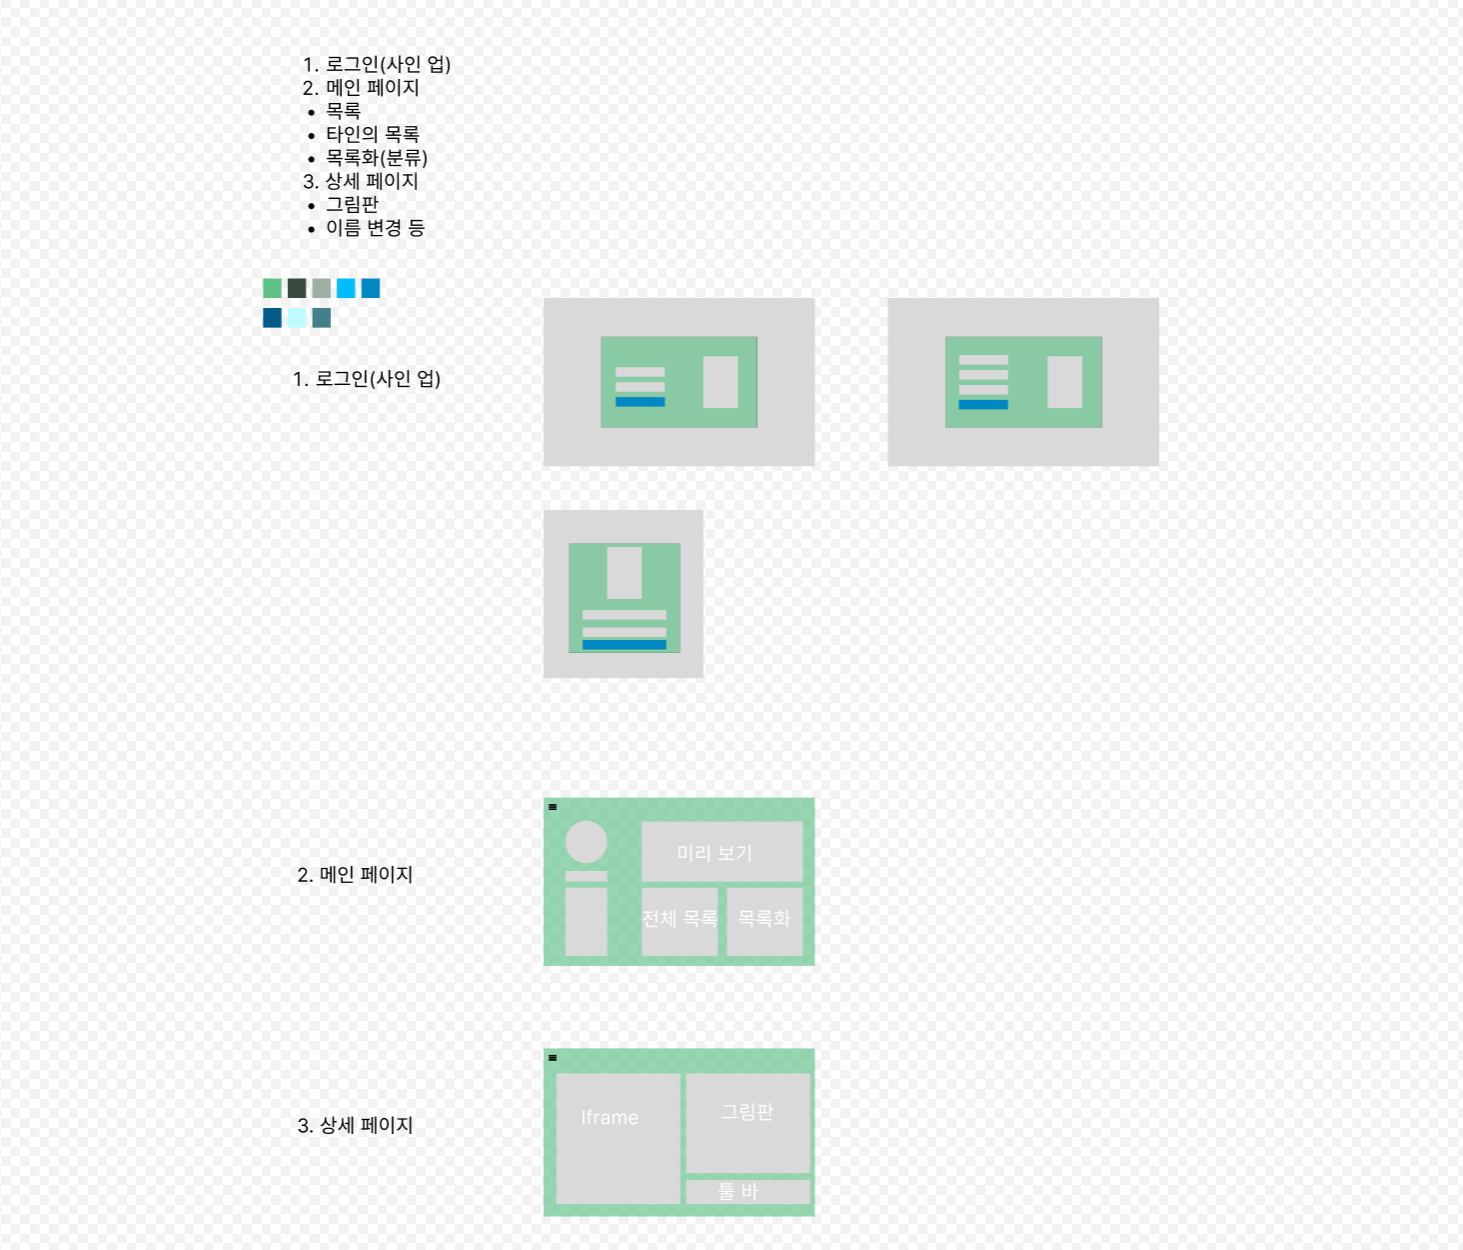 1. 로그인(사인 업)
2. 메인 페이지
• 목록
• 타인의 목록
• 목록화(분류)
3. 상세 페이지
• 그림판
• 이름 변경 등
1. 로그인(사인 업)
2. 메인 페이지
미리 보기
전체 목록
목록화
3. 상세 페이지
Iframe
그림판
툴 바